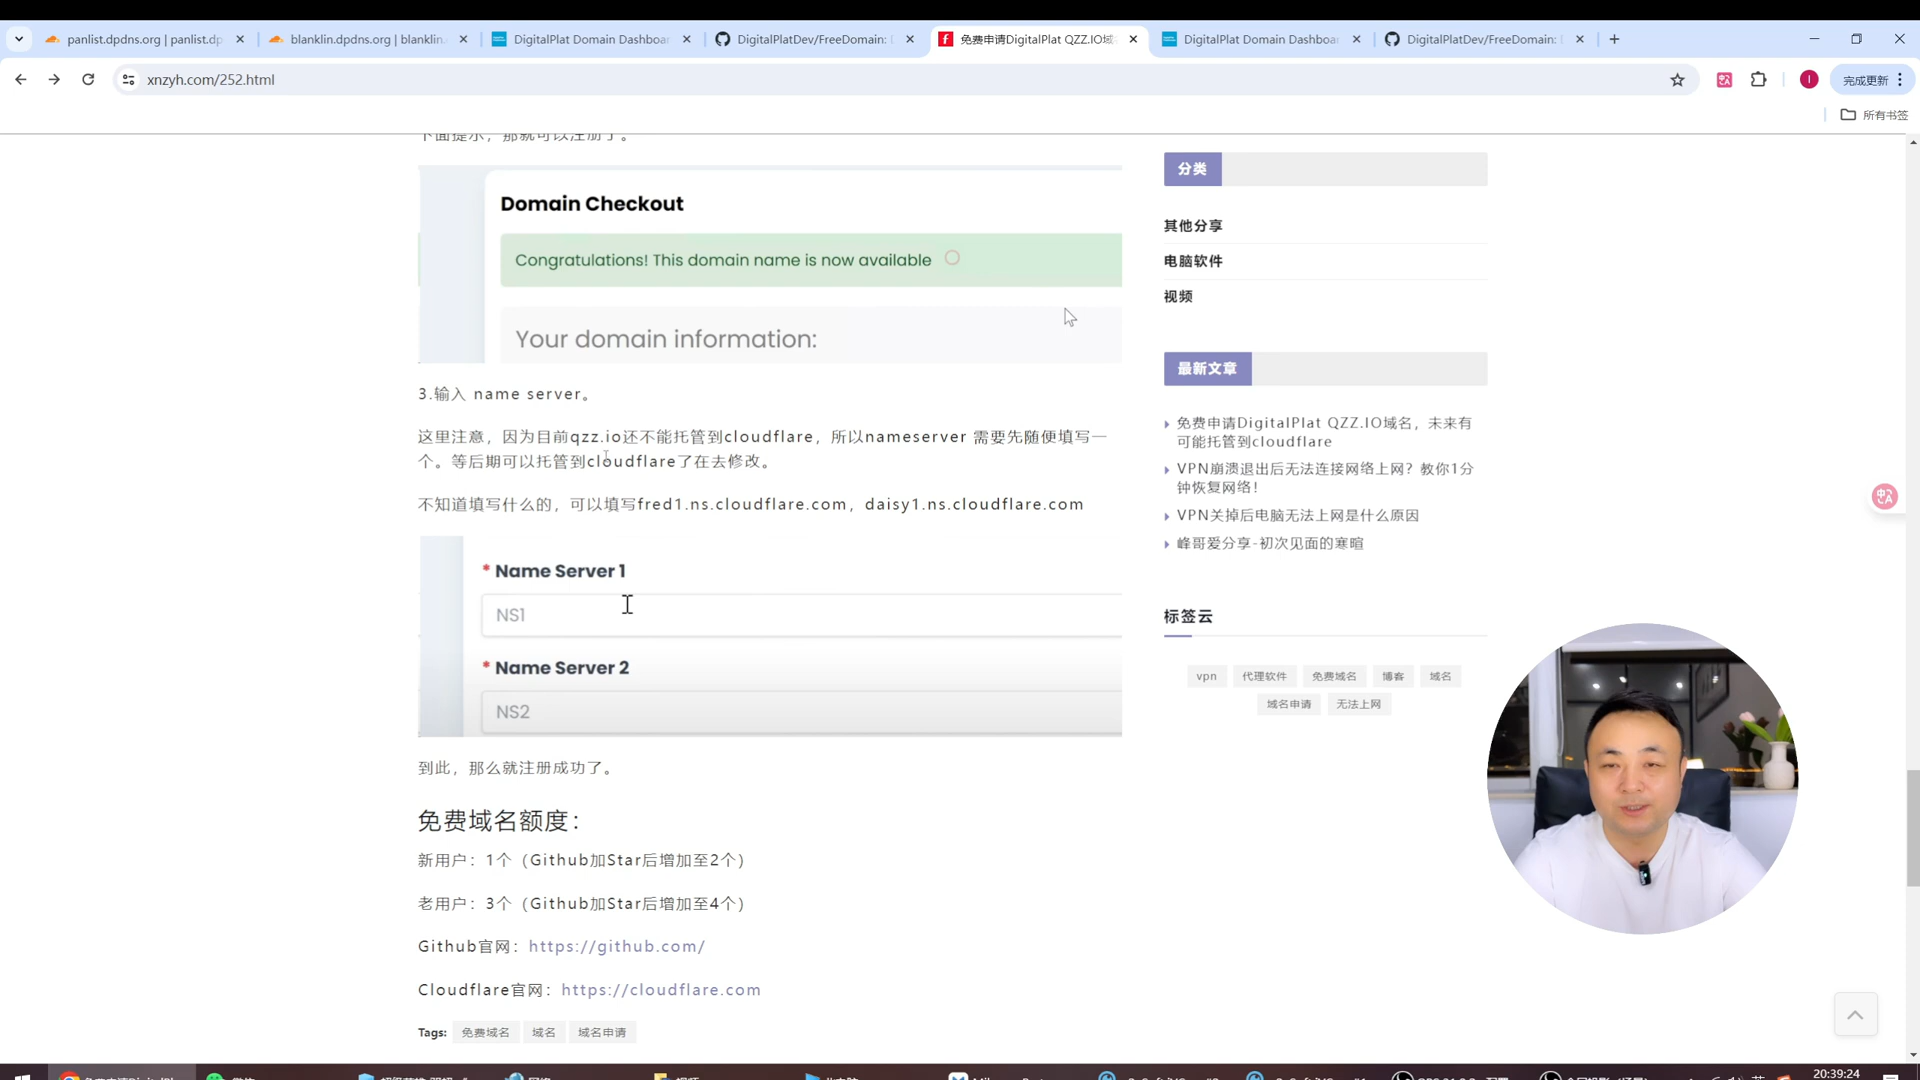 panlist.dpdns.org | panlist.dp
blanklin.dpdns.org | blanklin.
DigitalPlat Domain Dashboa
DigitalPlatDev/FreeDomain:
免费申请DigitalPlat QZZ.IO域
DigitalPlat Domain Dashboa
DigitalPlatDev/FreeDomain:
xnzyh.com/252.html
完成更新
所有书签
下面提示，那就可以注册了。
Domain Checkout
Congratulations! This domain name is now available
Your domain information:
3.输入 name server。
这里注意，因为目前qzz.io还不能托管到cloudflare，所以nameserver 需要先随便填写一
个。等后期可以托管到cloudflare了在去修改。
不知道填写什么的，可以填写fred1.ns.cloudflare.com，daisy1.ns.cloudflare.com
* Name Server 1
NS1
* Name Server 2
NS2
到此，那么就注册成功了。
免费域名额度：
新用户：1个（Github加Star后增加至2个）
老用户：3个（Github加Star后增加至4个）
Github官网：https://github.com/
Cloudflare官网：https://cloudflare.com
Tags: 免费域名 域名 域名申请
分类
其他分享
电脑软件
视频
最新文章
免费申请DigitalPlat QZZ.IO域名，未来有
可能托管到cloudflare
VPN崩溃退出后无法连接网络上网？教你1分
钟恢复网络！
VPN关掉后电脑无法上网是什么原因
峰哥爱分享-初次见面的寒暄
标签云
vpn 代理软件 免费域名 博客 域名
域名申请 无法上网
20:39:24